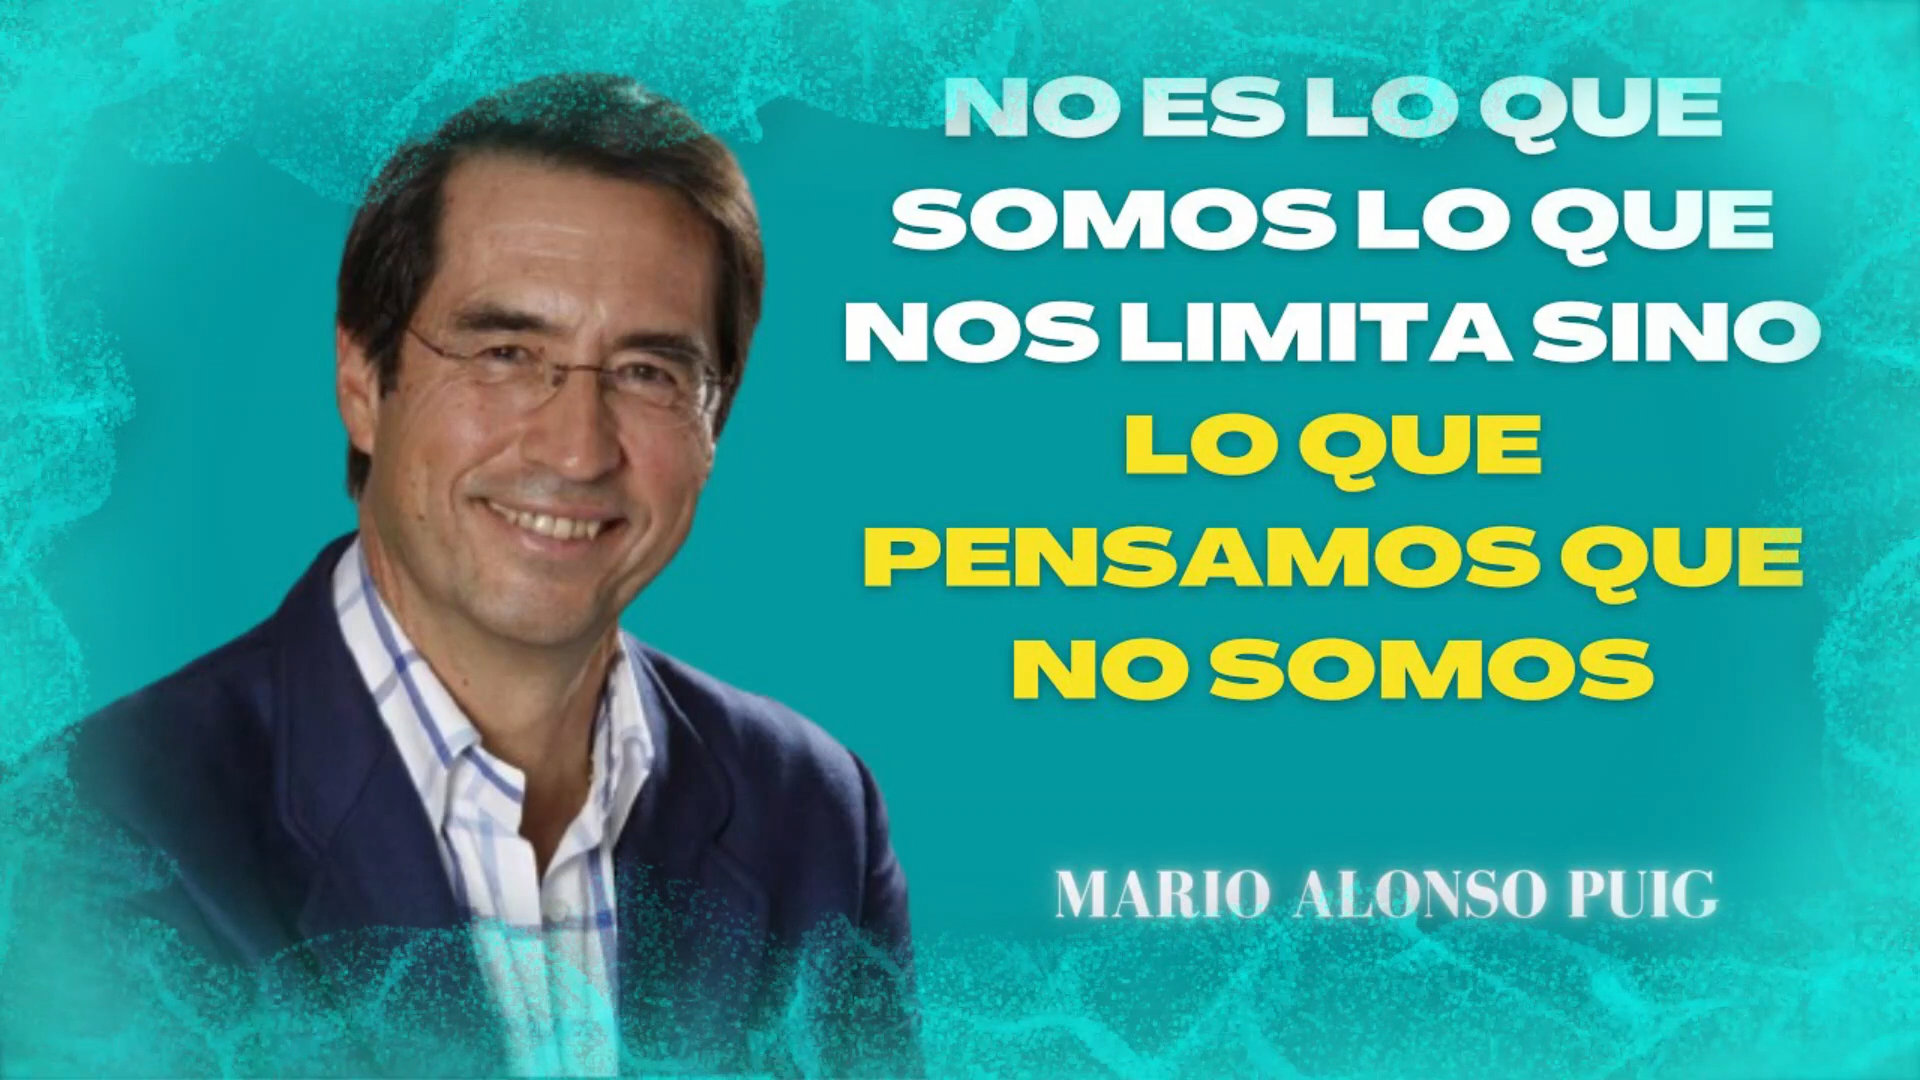 NO ES LO QUE
SOMOS LO QUE
NOS LIMITA SINO
LO QUE
PENSAMOS QUE
NO SOMOS
MARIO ALONSO PUIG